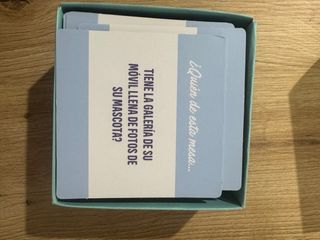 ¿Quién de esta mesa...
TIENE LA GALERÍA DE SU
MÓVIL LLENA DE FOTOS DE
SU MASCOTA?